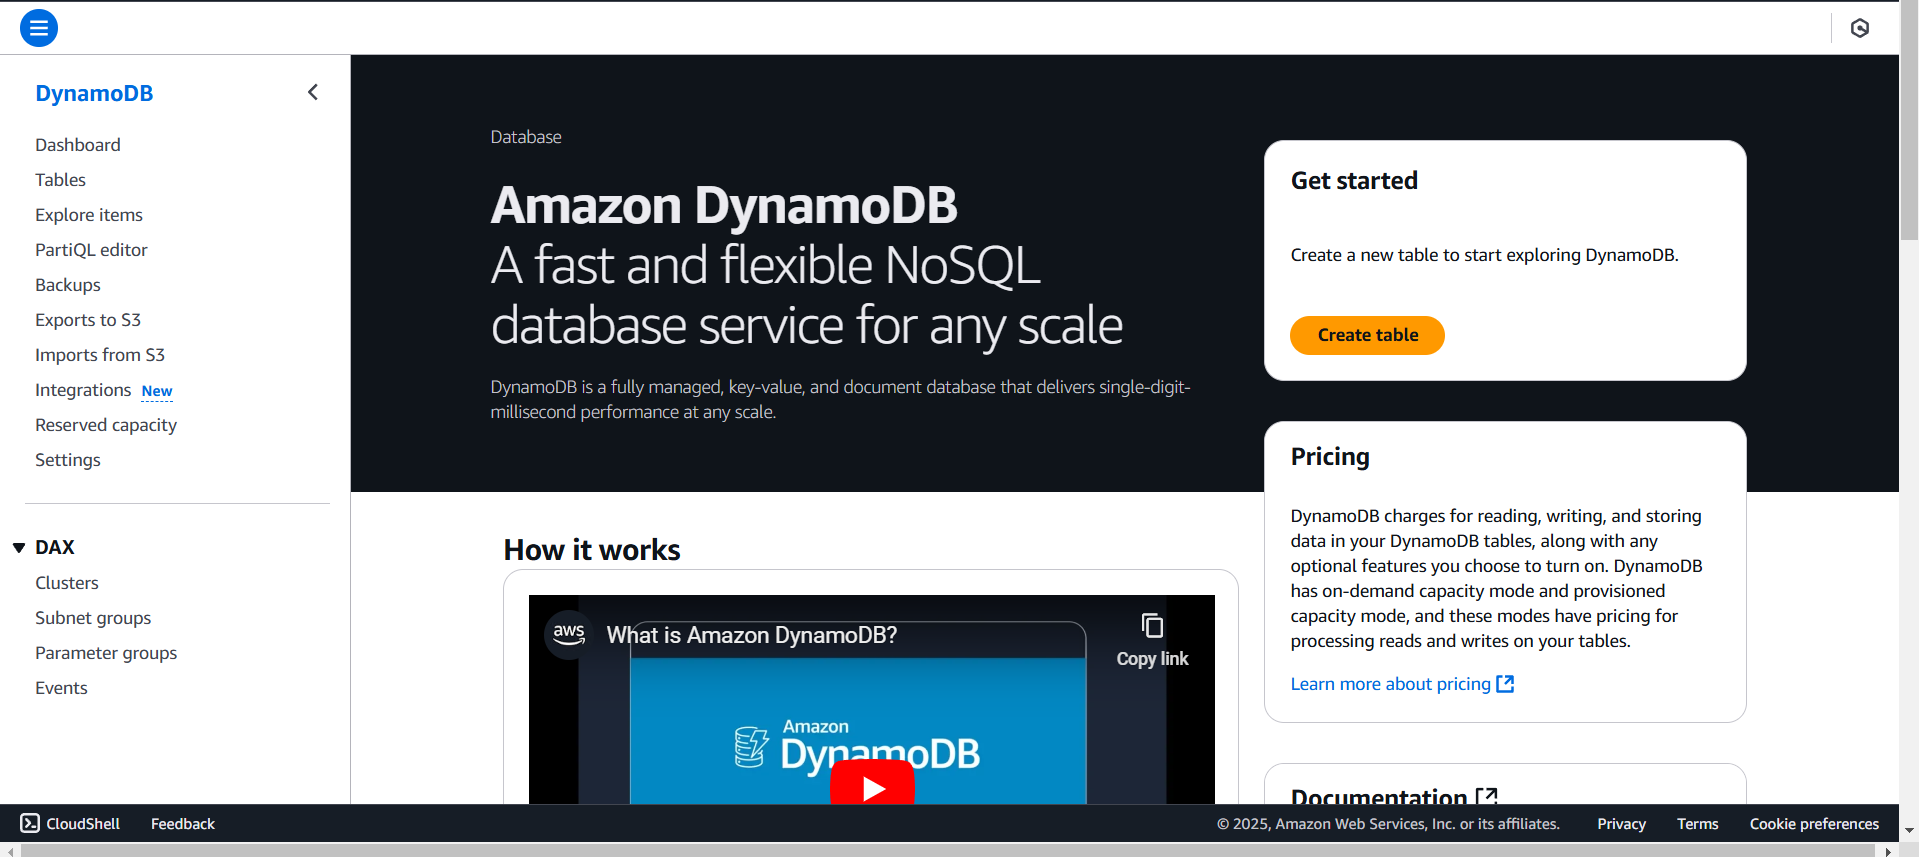 DynamoDB
Dashboard
Tables
Explore items
PartiQL editor
Backups
Exports to S3
Imports from S3
Integrations New
Reserved capacity
Settings
DAX
Clusters
Subnet groups
Parameter groups
Events
Database
Amazon DynamoDB
A fast and flexible NoSQL
database service for any scale
DynamoDB is a fully managed, key-value, and document database that delivers single-digit-
millisecond performance at any scale.
Get started
Create a new table to start exploring DynamoDB.
Create table
Pricing
DynamoDB charges for reading, writing, and storing
data in your DynamoDB tables, along with any
optional features you choose to turn on. DynamoDB
has on-demand capacity mode and provisioned
capacity mode, and these modes have pricing for
processing reads and writes on your tables.
Learn more about pricing
How it works
aws
What is Amazon DynamoDB?
Copy link
Amazon
DynamoDB
Documentation
CloudShell
Feedback
© 2025, Amazon Web Services, Inc. or its affiliates.
Privacy
Terms
Cookie preferences